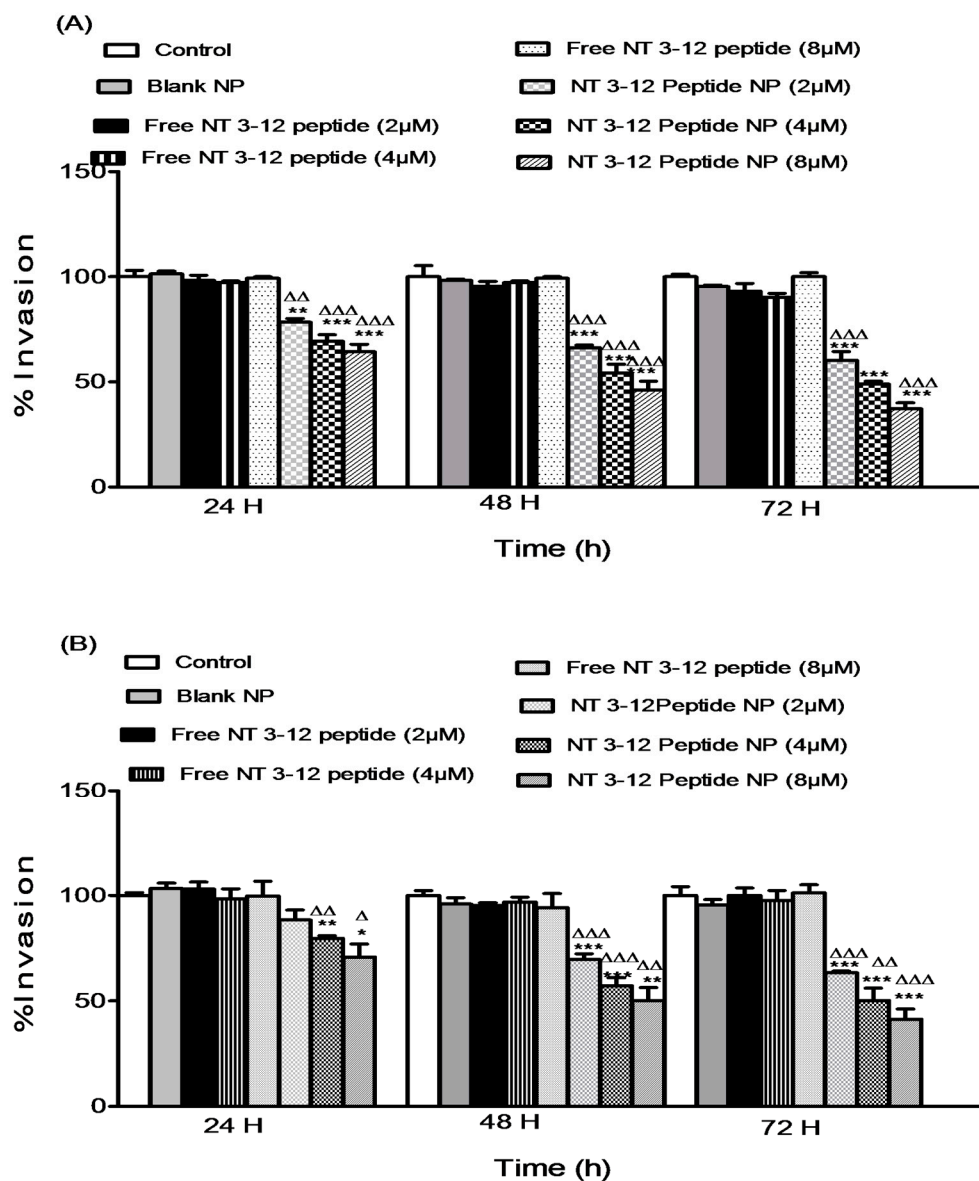 (A)
Control
Blank NP
Free NT 3-12 peptide (2µM)
Free NT 3-12 peptide (4µM)
Free NT 3-12 peptide (8µM)
NT 3-12 Peptide NP (2µM)
NT 3-12 Peptide NP (4µM)
NT 3-12 Peptide NP (8µM)
% Invasion
150
100
50
0
ΔΔ
**
ΔΔΔ
***
ΔΔΔ
***
ΔΔΔ
***
ΔΔΔ
***
ΔΔΔ
***
ΔΔΔ
***
***
ΔΔΔ
***
24 H
48 H
72 H
Time (h)
(B)
Control
Blank NP
Free NT 3-12 peptide (2µM)
Free NT 3-12 peptide (4µM)
Free NT 3-12 peptide (8µM)
NT 3-12Peptide NP (2µM)
NT 3-12 Peptide NP (4µM)
NT 3-12 Peptide NP (8µM)
%Invasion
150
100
50
0
ΔΔ
**
Δ
*
ΔΔΔ
***
ΔΔΔ
***
ΔΔ
**
ΔΔΔ
***
ΔΔ
***
ΔΔΔ
***
24 H
48 H
72 H
Time (h)